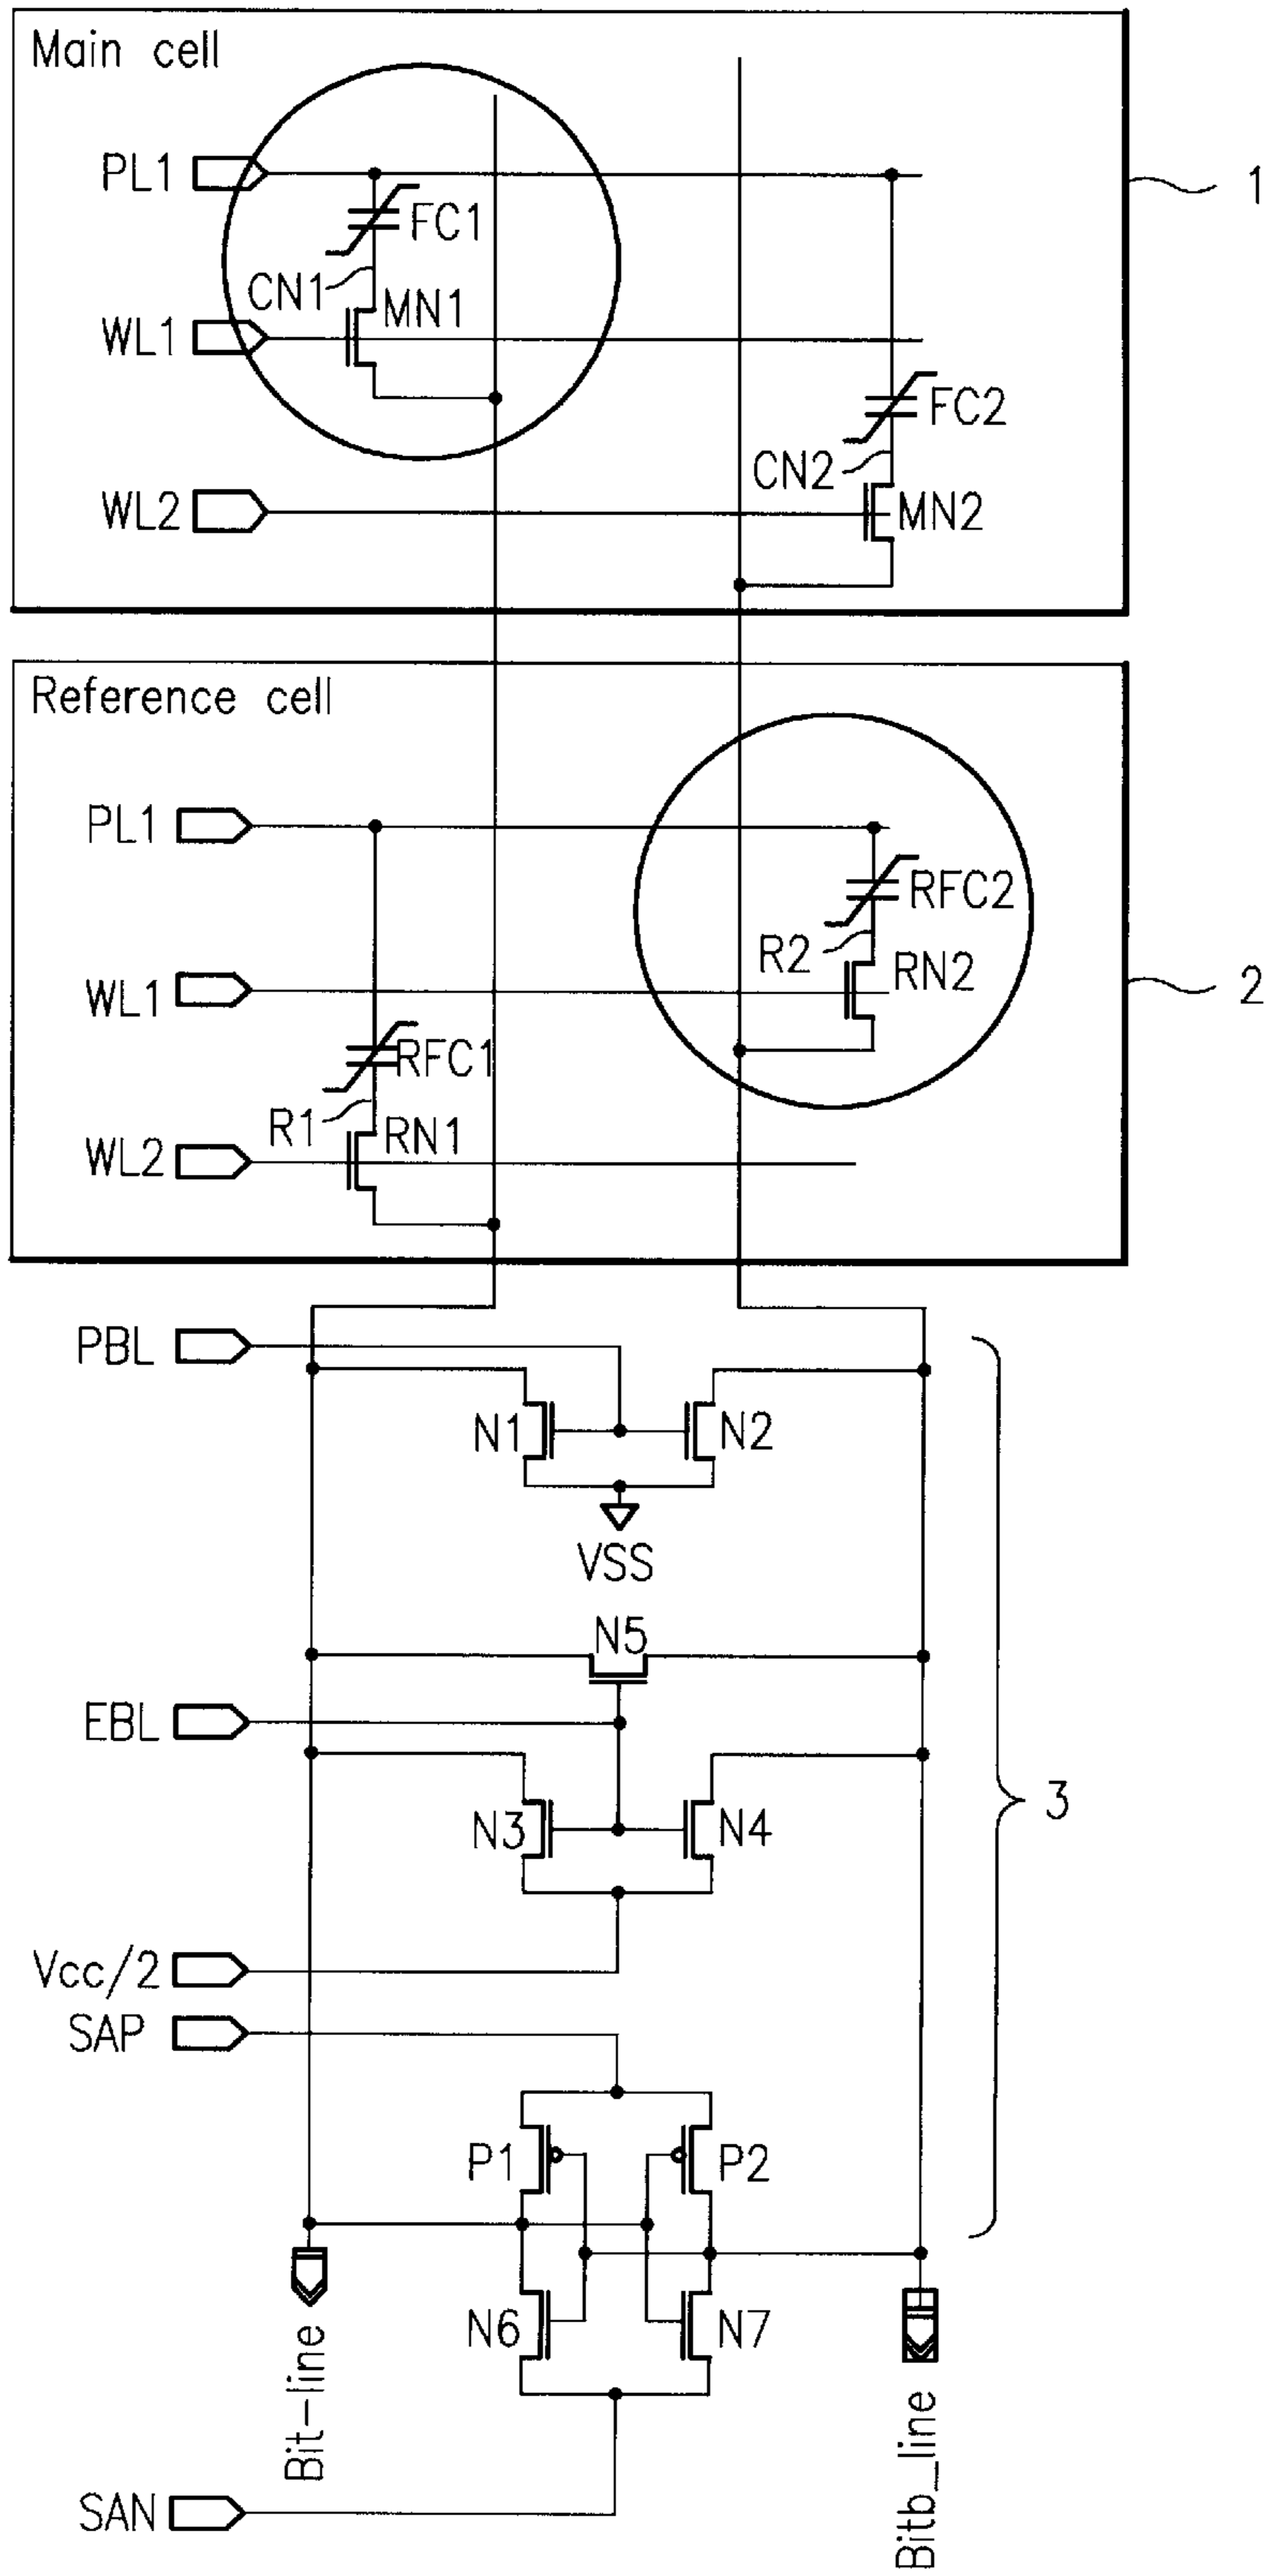 Main cell
PL1
FC1
1
CN1
MN1
WL1
FC2
CN2
WL2
MN2
Reference cell
PL1
RFC2
R2
RN2
WL1
2
RFC1
R1
RN1
WL2
PBL
N1
N2
VSS
N5
EBL
3
N3
N4
Vcc/2
SAP
P1
P2
N6
N7
Bit-line
Bitb_line
SAN